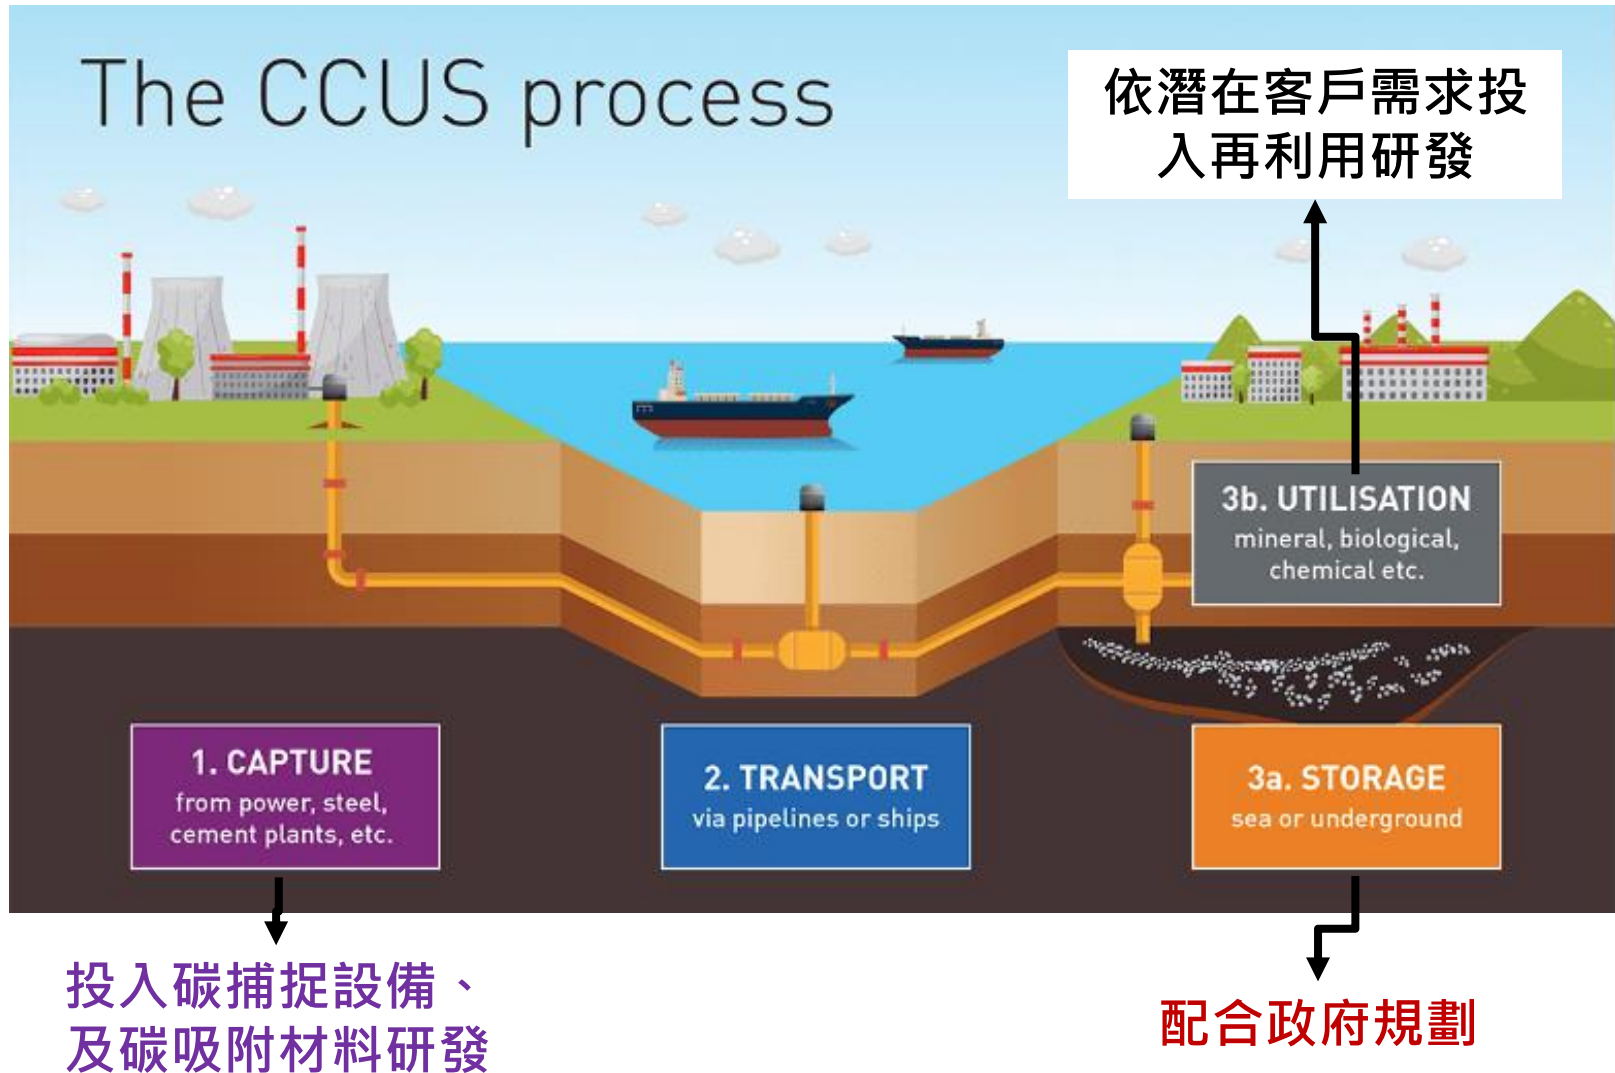 The CCUS process
依潛在客戶需求投
入再利用研發
3b. UTILISATION
mineral, biological,
chemical etc.
1. CAPTURE
from power, steel,
cement plants, etc.
2. TRANSPORT
via pipelines or ships
3a. STORAGE
sea or underground
投入碳捕捉設備、
及碳吸附材料研發
配合政府規劃